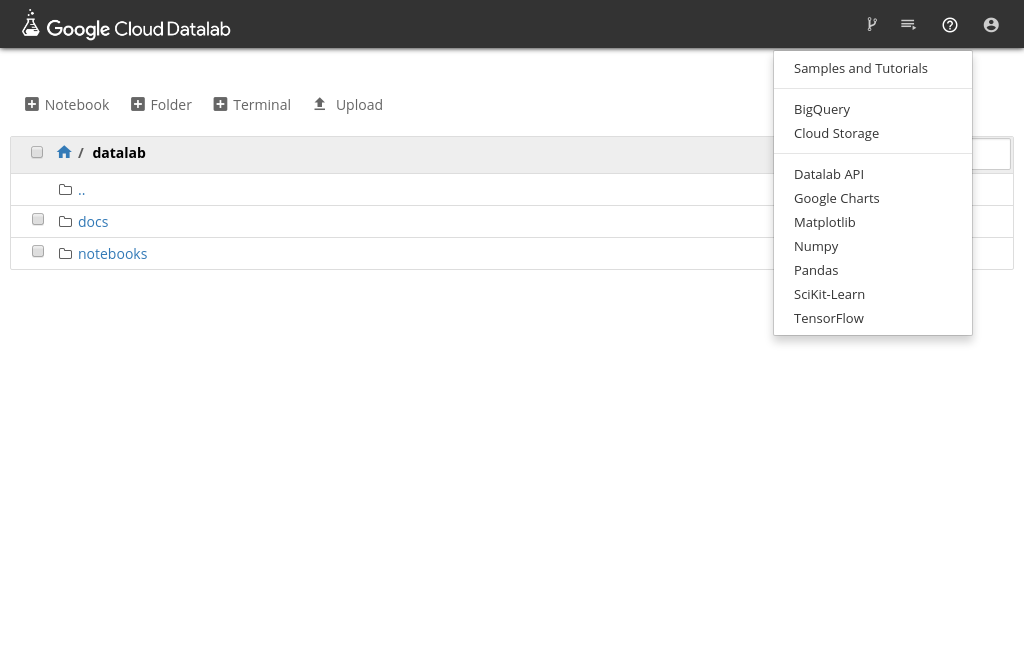 Google Cloud Datalab
Notebook Folder Terminal Upload
/ datalab
..
docs
notebooks
Samples and Tutorials
BigQuery
Cloud Storage
Datalab API
Google Charts
Matplotlib
Numpy
Pandas
SciKit-Learn
TensorFlow